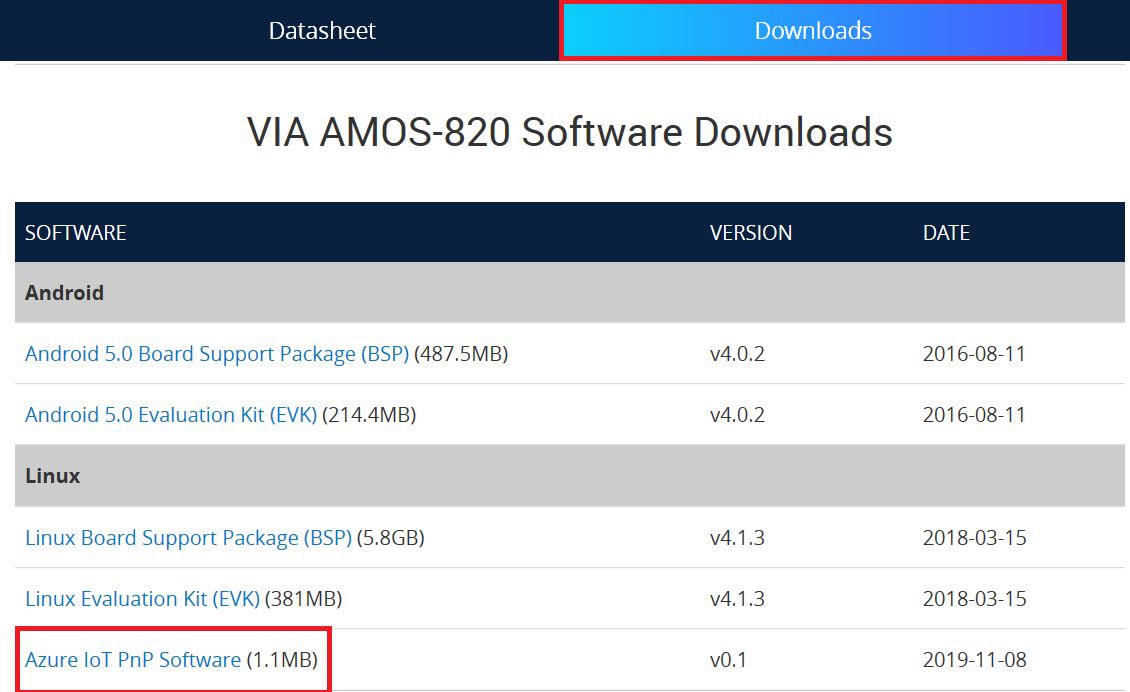 Datasheet Downloads
VIA AMOS-820 Software Downloads
SOFTWARE VERSION DATE
Android
Android 5.0 Board Support Package (BSP) (487.5MB) v4.0.2 2016-08-11
Android 5.0 Evaluation Kit (EVK) (214.4MB) v4.0.2 2016-08-11
Linux
Linux Board Support Package (BSP) (5.8GB) v4.1.3 2018-03-15
Linux Evaluation Kit (EVK) (381MB) v4.1.3 2018-03-15
Azure IoT PnP Software (1.1MB) v0.1 2019-11-08